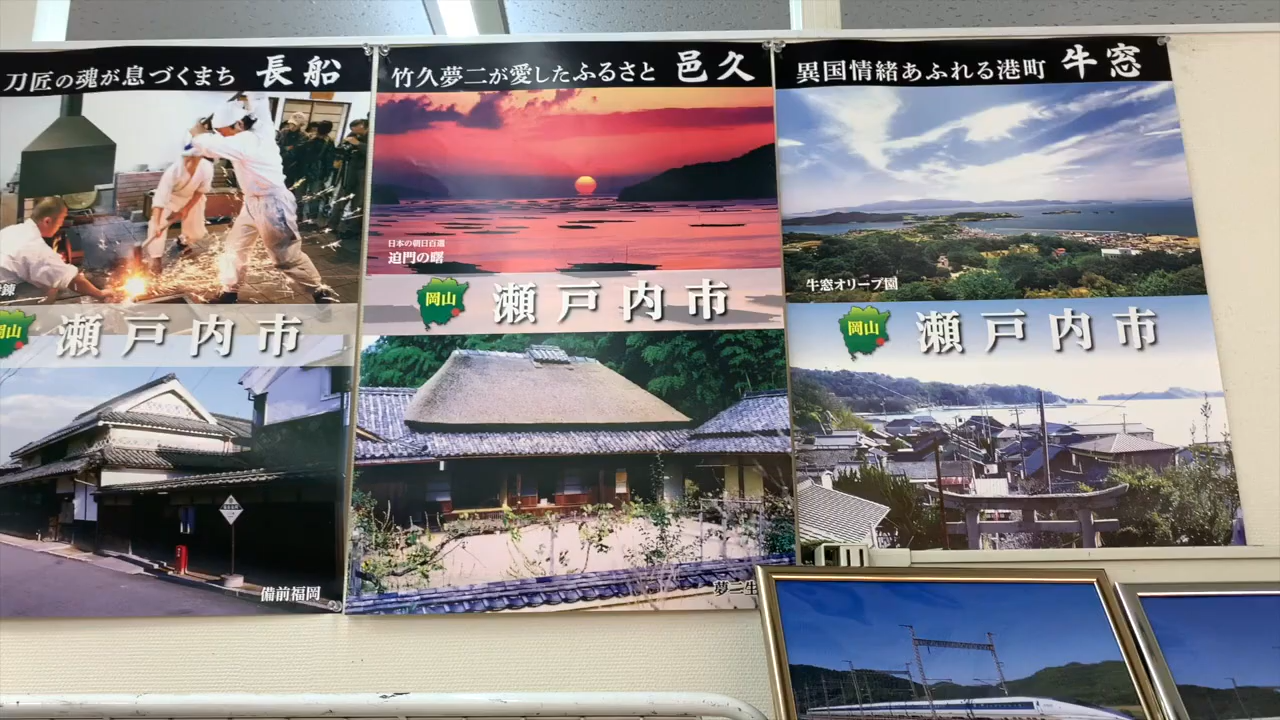 刀匠の魂が息づくまち 長船
瀬戸内市
備前福岡
竹久夢二が愛したふるさと 邑久
日本の朝日百選
迫門の曙
岡山
瀬戸内市
夢二生
異国情緒あふれる港町 牛窓
牛窓オリーブ園
岡山
瀬戸内市